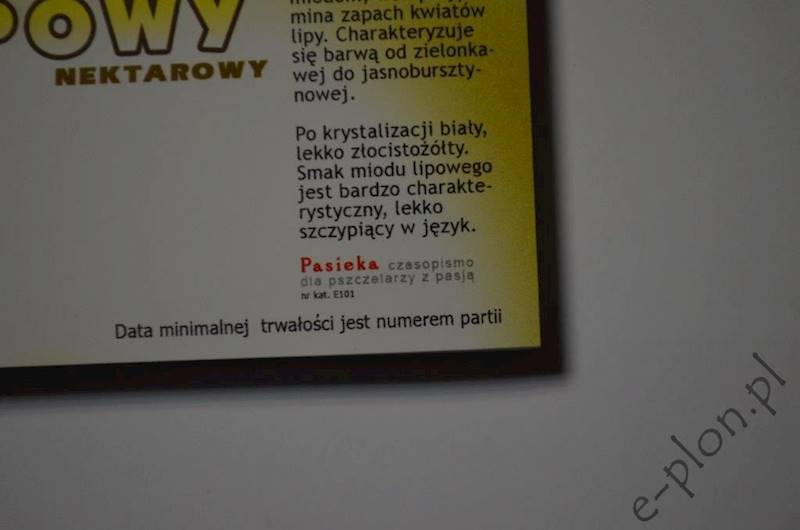 POWY
NEKTAROWY
mina zapach kwiatów
lipy. Charakteryzuje
się barwą od zielonka-
wej do jasnobursztу-
nowej.
Po krystalizacji biały,
lekko złocistożółty.
Smak miodu lipowego
jest bardzo charakte-
rystyczny, lekko
szczypiący w język.
Pasieka czasopismo
dla pszczelarzy z pasją
nr kat. E101
Data minimalnej trwałości jest numerem partii
e-plon.pl